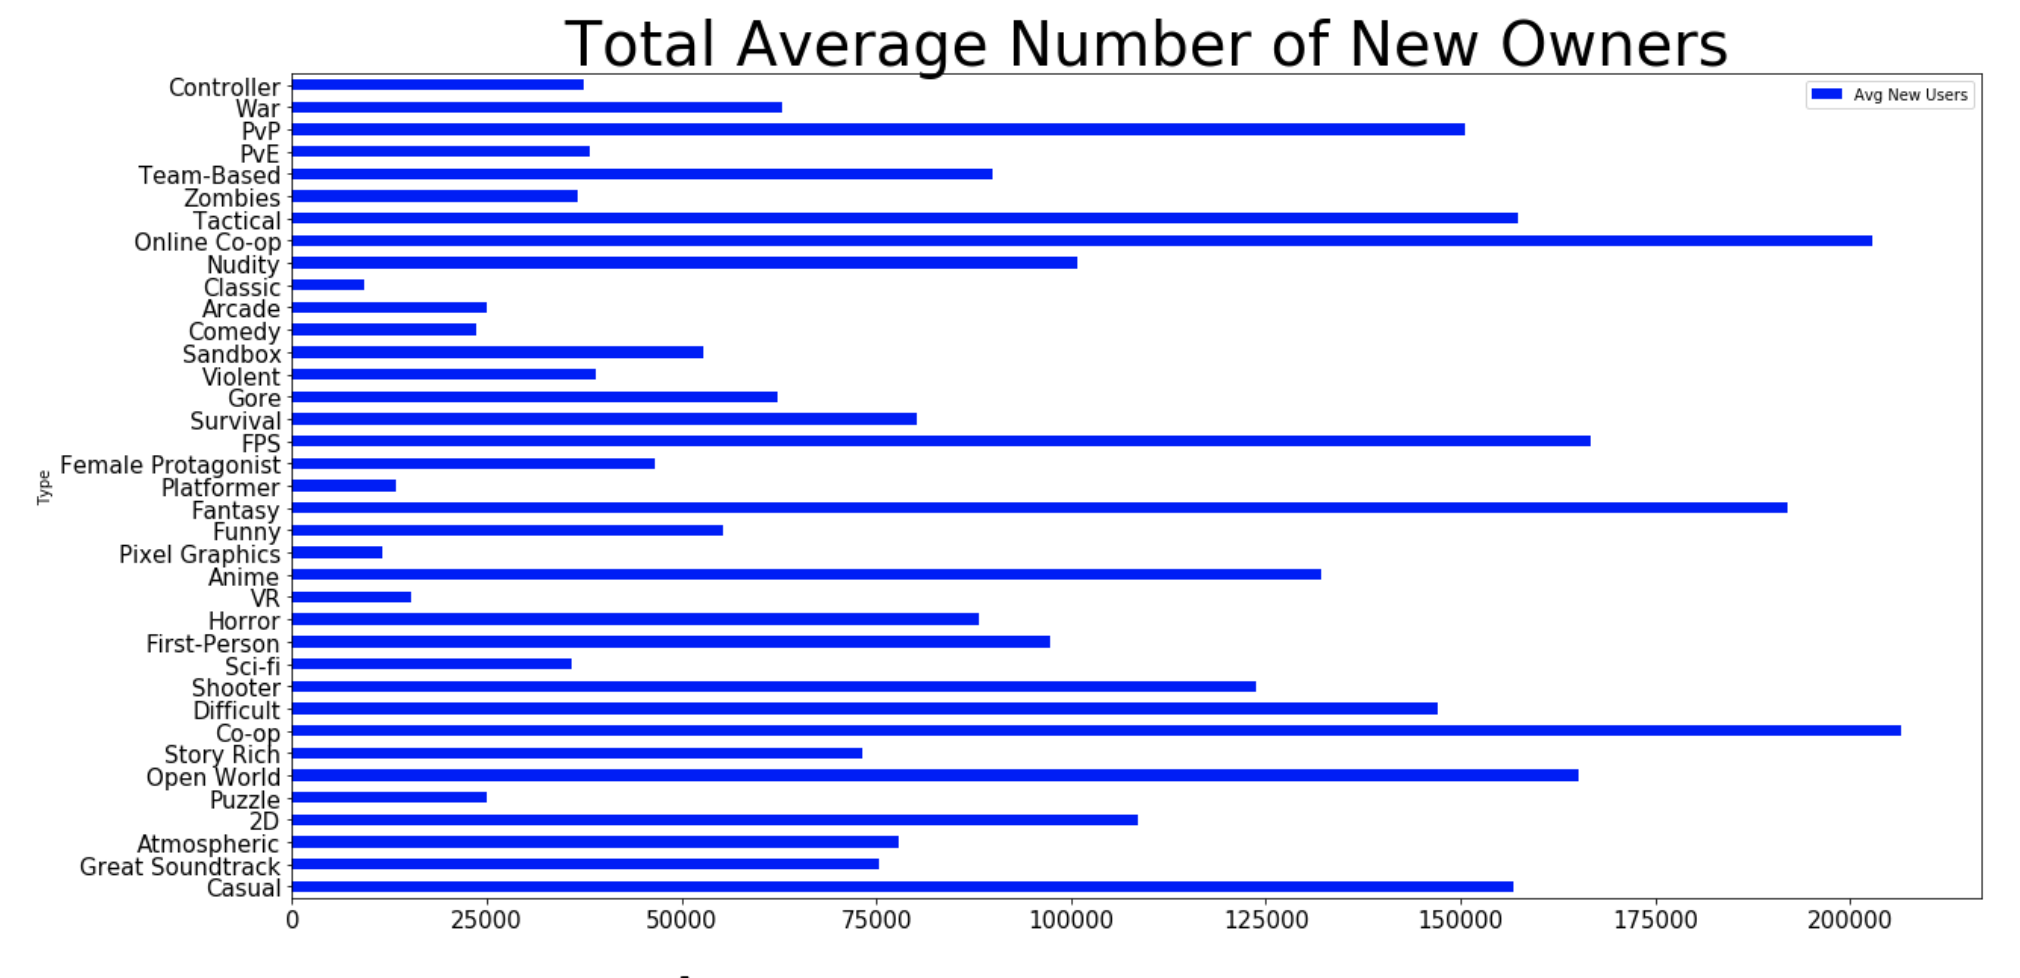 Total Average Number of New Owners
Avg New Users
Controller
War
PvP
PvE
Team-Based
Zombies
Tactical
Online Co-op
Nudity
Classic
Arcade
Comedy
Sandbox
Violent
Gore
Survival
FPS
Female Protagonist
Platformer
Fantasy
Funny
Pixel Graphics
Anime
VR
Horror
First-Person
Sci-fi
Shooter
Difficult
Co-op
Story Rich
Open World
Puzzle
2D
Atmospheric
Great Soundtrack
Casual
Type
0 25000 50000 75000 100000 125000 150000 175000 200000